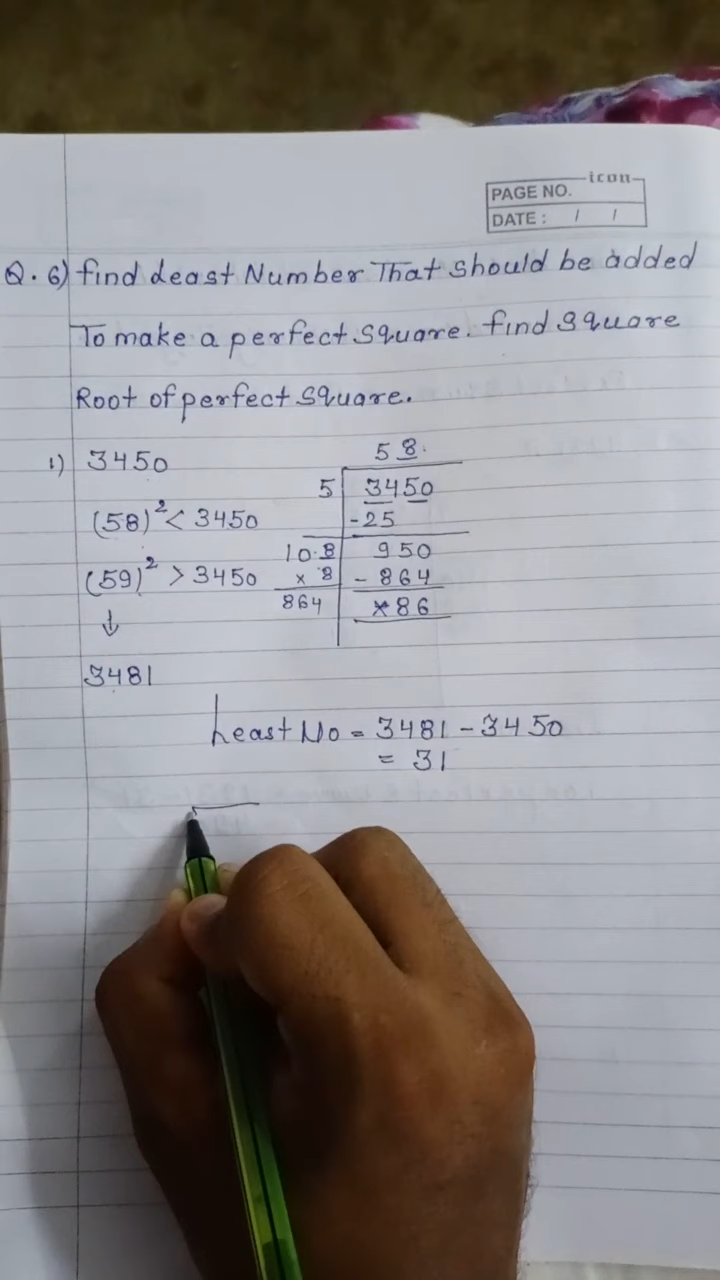 icon
PAGE NO.
DATE : / /
Q.6) find Least Number That should be added
To make a perfect square. find square
Root of perfect square.
1) 3450
(58)² < 3450
(59)² > 3450
↓
3481
58.
5 3450
-25
108 950
x 8 - 864
864 ×86
Least No = 3481 - 3450
= 31